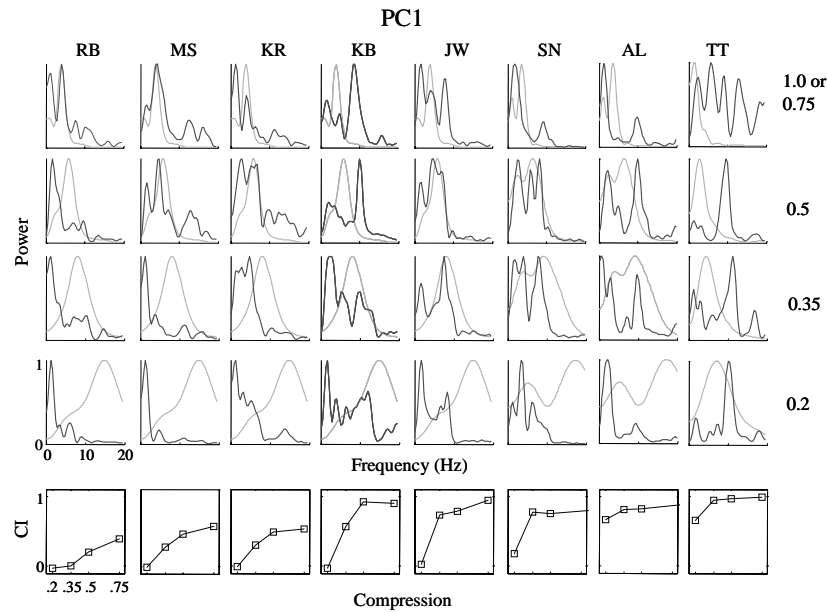 PC1
RB MS KR KB JW SN AL TT
1.0 or
0.75
0.5
Power
0.35
1
0.2
0
0 10 20
Frequency (Hz)
1
CI
0
.2 .35 .5 .75
Compression